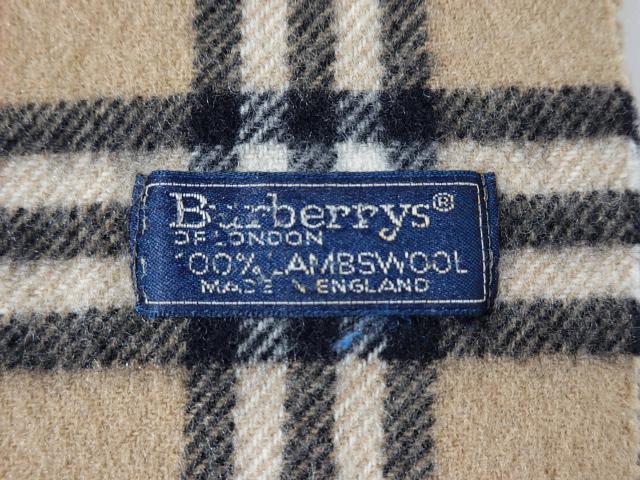 Burberrys®
OF LONDON
100% LAMBSWOOL
MADE IN ENGLAND